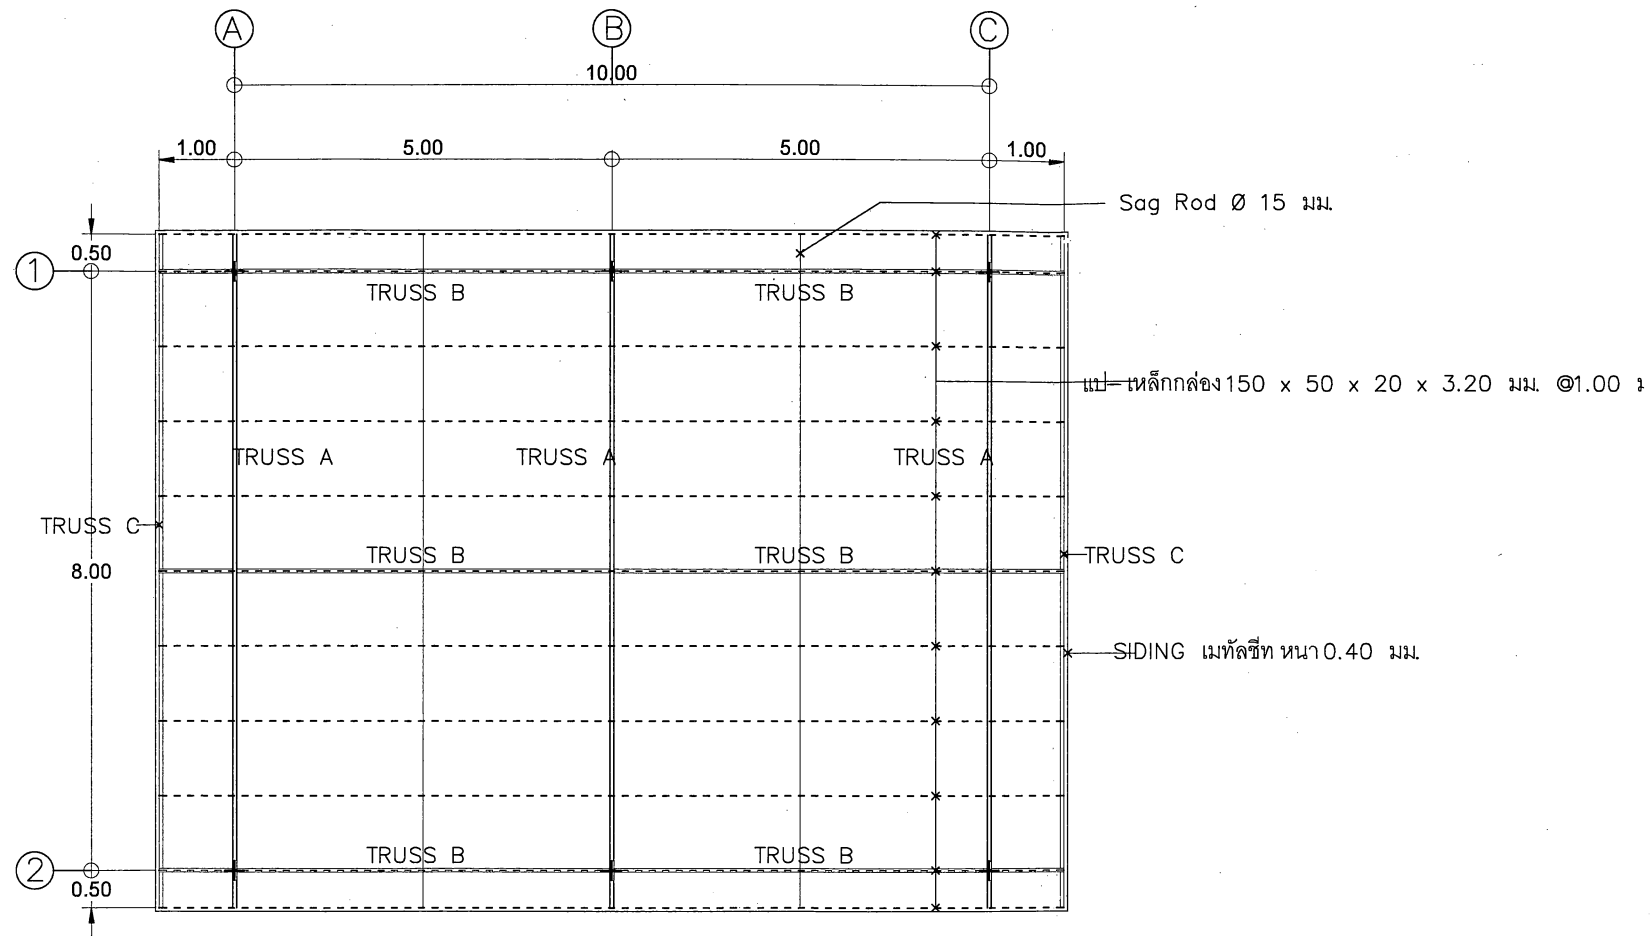 A B C
10.00
1.00 5.00 5.00 1.00
Sag Rod Ø 15 มม.
0.50
1
TRUSS B TRUSS B
แป-เหล็กกล่อง 150 x 50 x 20 x 3.20 มม. @1.00
TRUSS A TRUSS A TRUSS A
TRUSS C
TRUSS B TRUSS B TRUSS C
8.00
SIDING เมทัลชีท หนา 0.40 มม.
TRUSS B TRUSS B
2
0.50